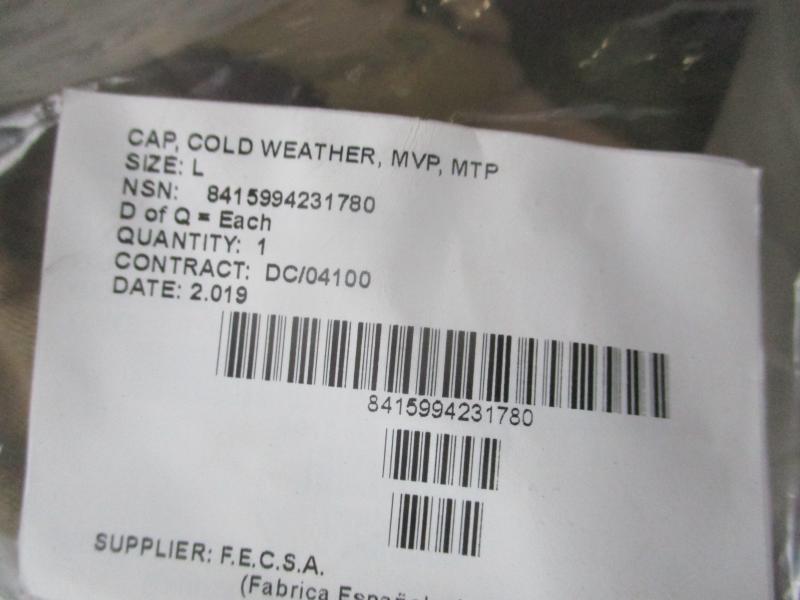 CAP, COLD WEATHER, MVP, MTP
SIZE: L
NSN: 8415994231780
D of Q = Each
QUANTITY: 1
CONTRACT: DC/04100
DATE: 2.019
8415994231780
SUPPLIER: F.E.C.S.A.
(Fabrica